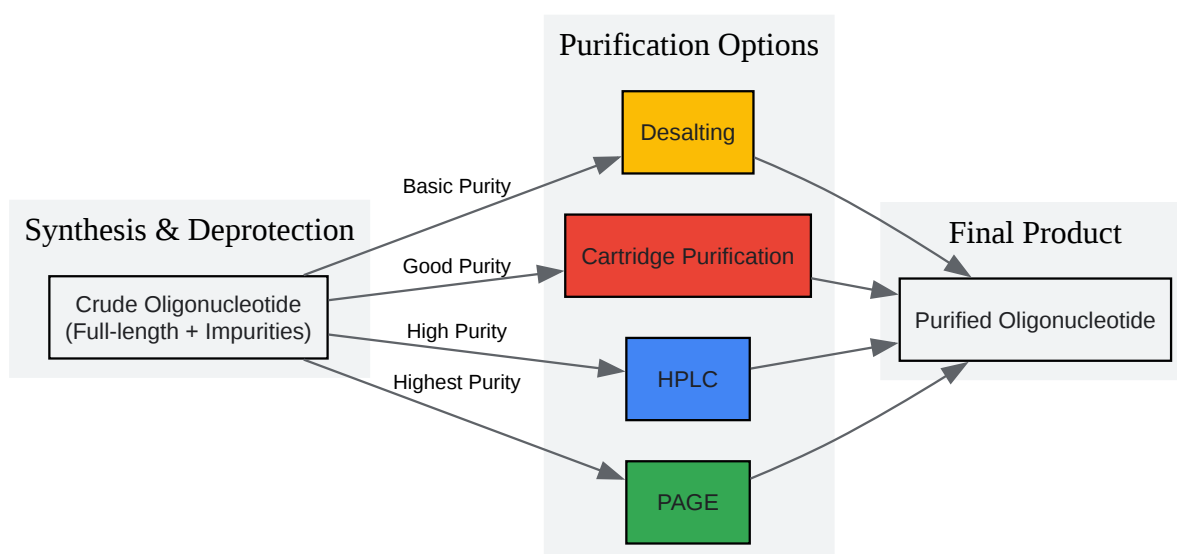 Synthesis & Deprotection
Crude Oligonucleotide
(Full-length + Impurities)
Basic Purity
Good Purity
High Purity
Highest Purity
Purification Options
Desalting
Cartridge Purification
HPLC
PAGE
Final Product
Purified Oligonucleotide